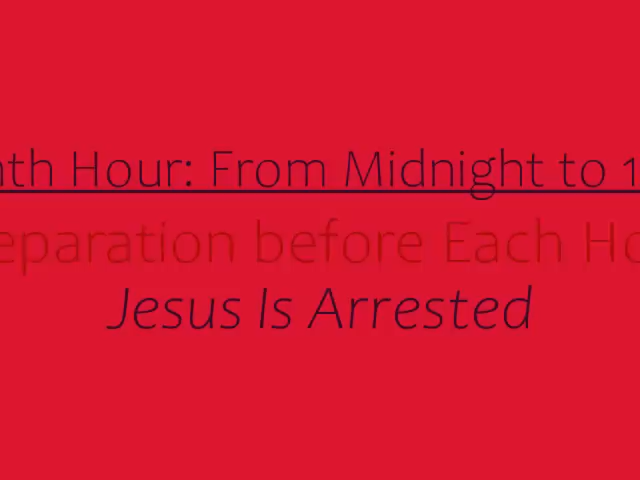 nth Hour: From Midnight to 1
eparation before Each Ho
Jesus Is Arrested